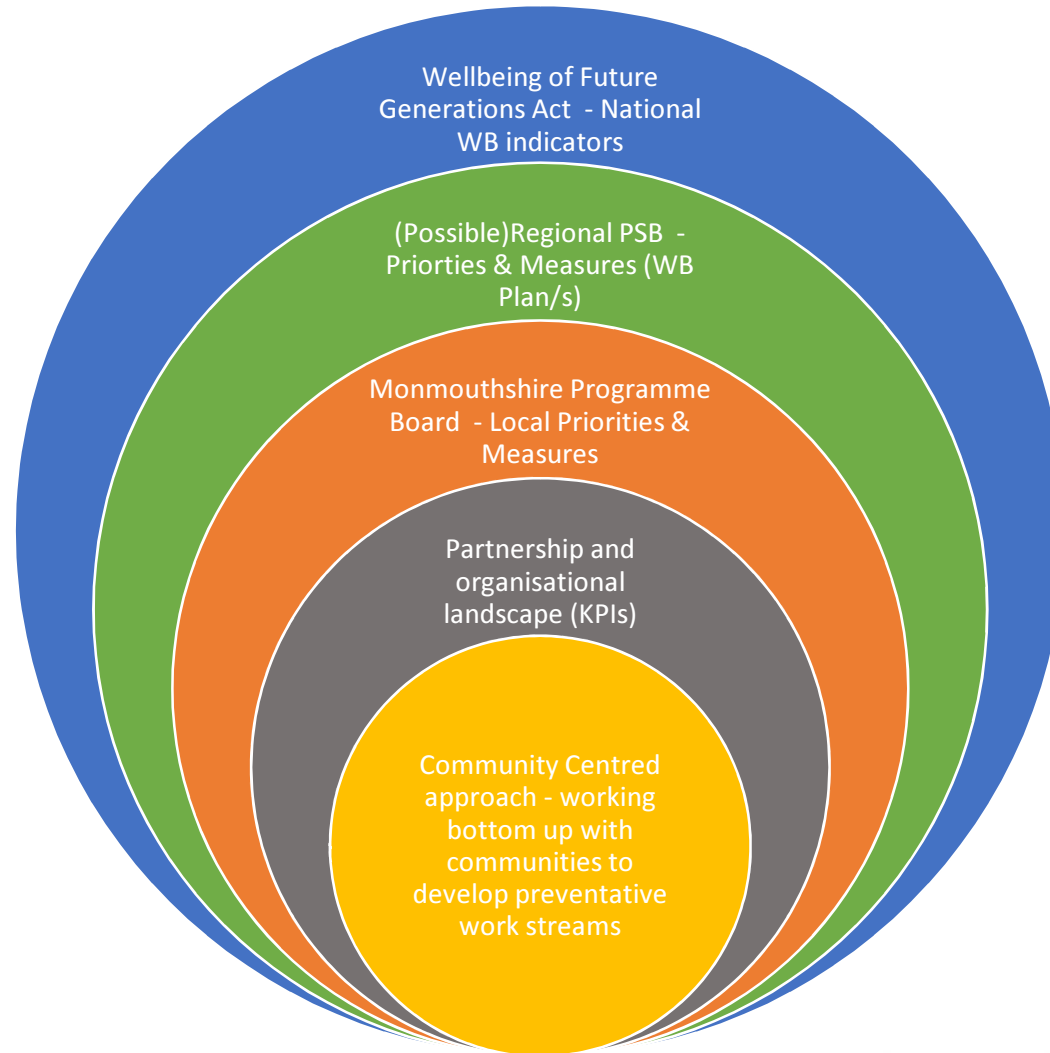 Wellbeing of Future
Generations Act  - National
WB indicators
(Possible)Regional PSB  -
Priorties & Measures (WB
Plan/s)
Monmouthshire Programme
Board  - Local Priorities &
Measures
Partnership and
organisational
landscape (KPIs)
Community Centred
approach - working
bottom up with
communities to
develop preventative
work streams